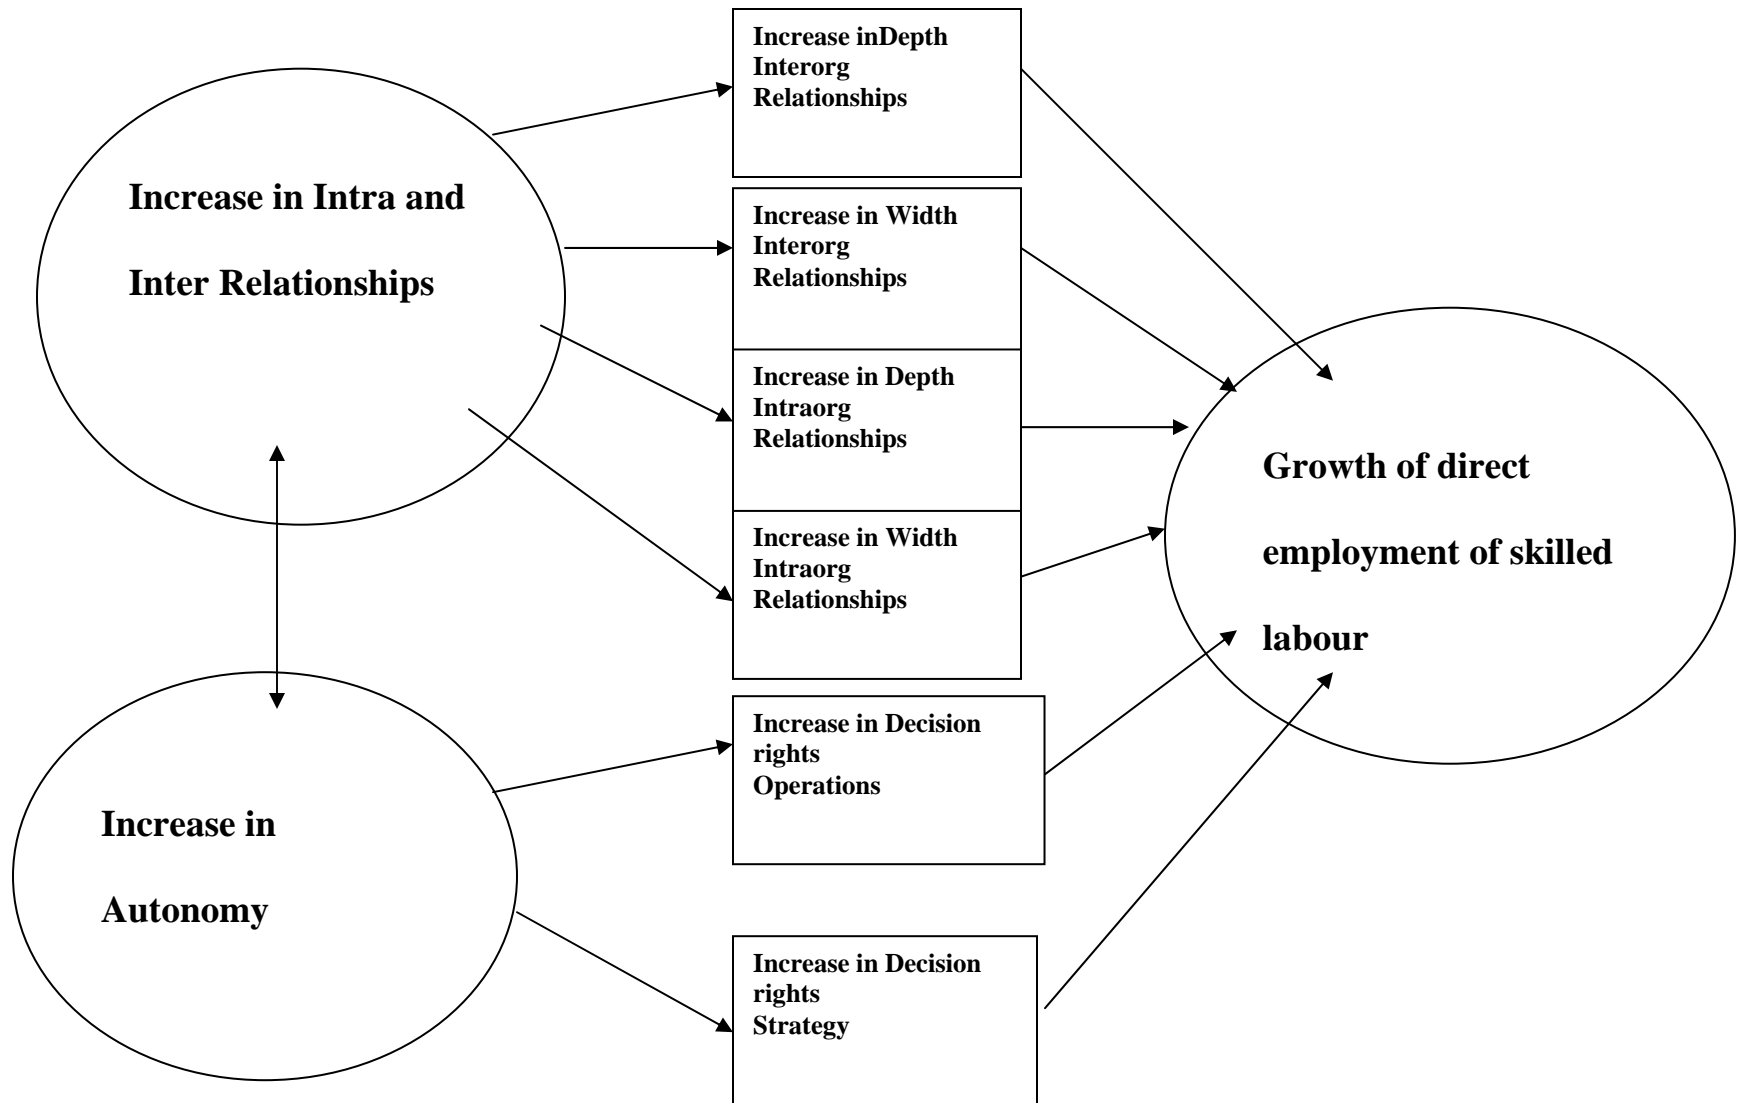 Increase in Intra and
Inter Relationships
Increase in
Autonomy
Increase inDepth
Interorg
Relationships
Increase in Width
Interorg
Relationships
Increase in Depth
Intraorg
Relationships
Increase in Width
Intraorg
Relationships
Increase in Decision
rights
Operations
Increase in Decision
rights
Strategy
Growth of direct
employment of skilled
labour